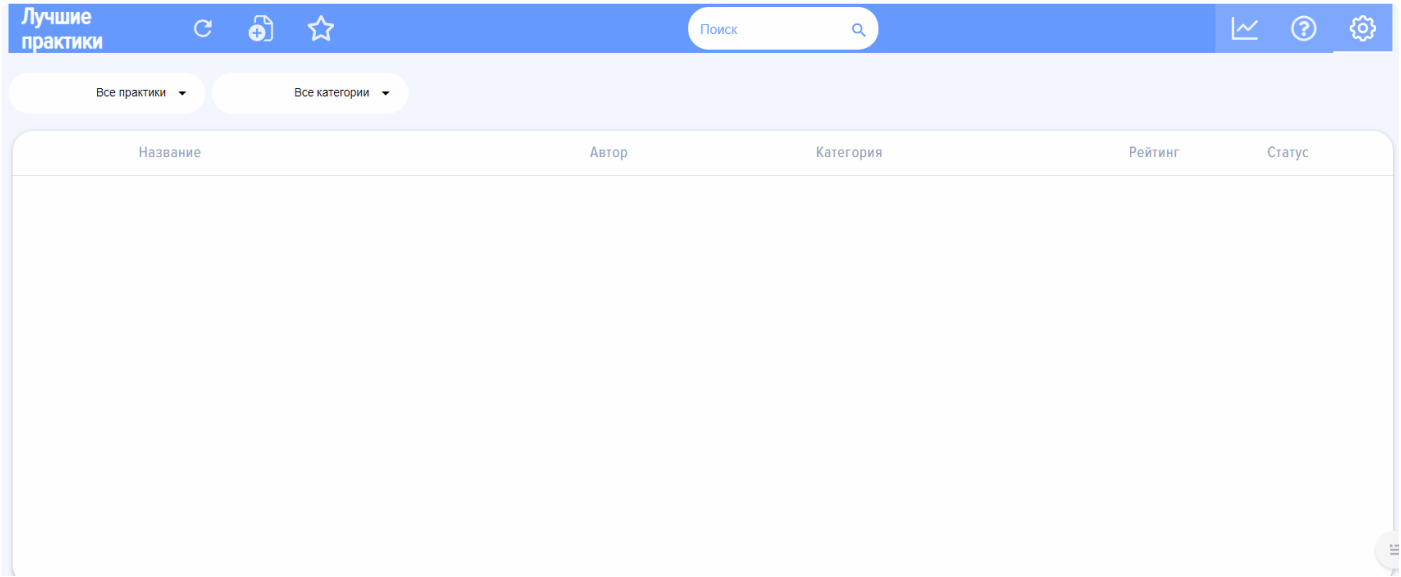 Лучшие
практики
Поиск
Все практики
Все категории
Название Автор Категория Рейтинг Статус